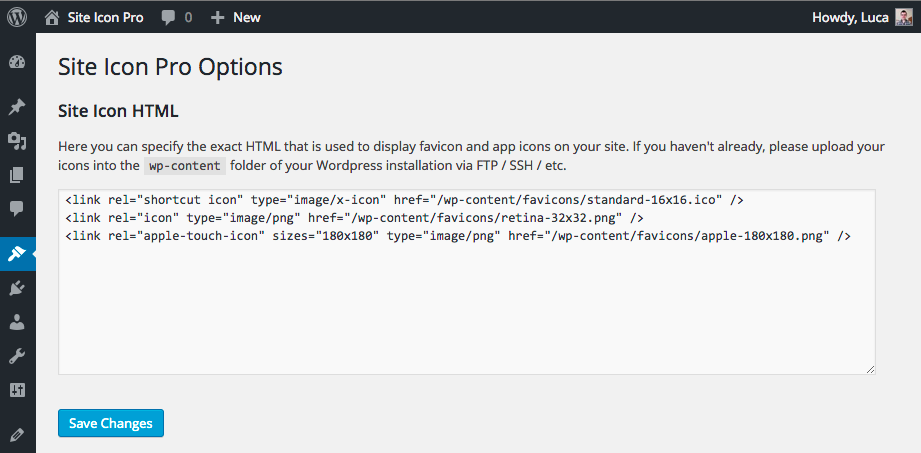 Site Icon Pro 0 New Howdy, Luca
Site Icon Pro Options
Site Icon HTML
Here you can specify the exact HTML that is used to display favicon and app icons on your site. If you haven't already, please upload your
icons into the wp-content folder of your Wordpress installation via FTP / SSH / etc.
<link rel="shortcut icon" type="image/x-icon" href="/wp-content/favicons/standard-16x16.ico" />
<link rel="icon" type="image/png" href="/wp-content/favicons/retina-32x32.png" />
<link rel="apple-touch-icon" sizes="180x180" type="image/png" href="/wp-content/favicons/apple-180x180.png" />
Save Changes